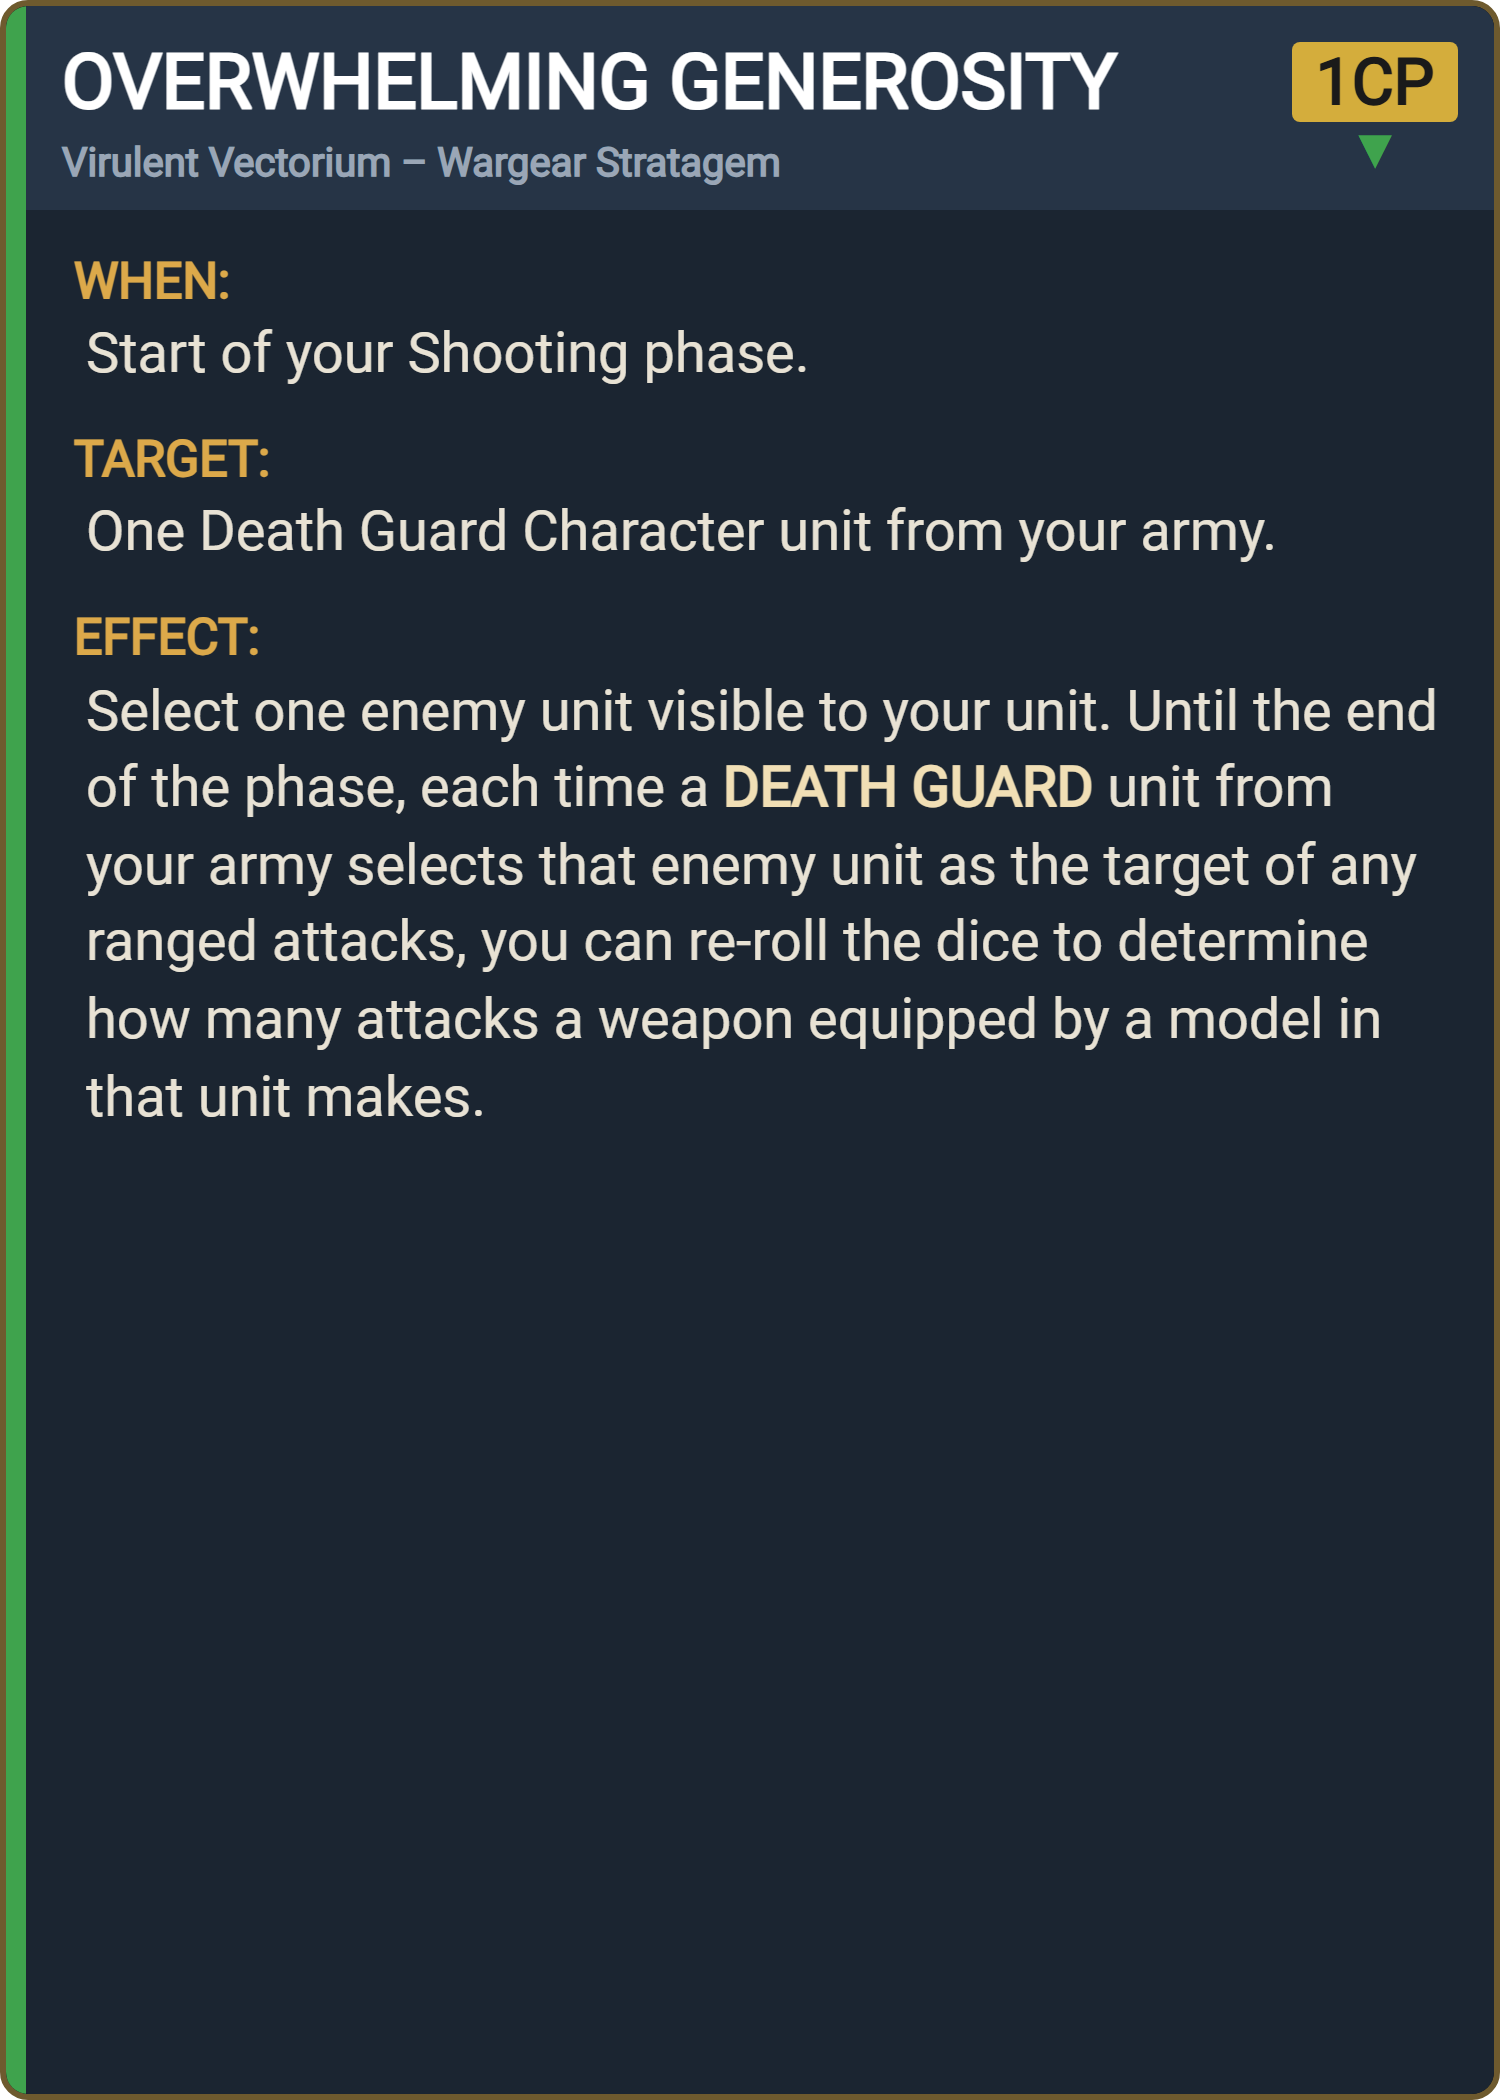 OVERWHELMING GENEROSITY
1CP
Virulent Vectorium – Wargear Stratagem
WHEN:
Start of your Shooting phase.
TARGET:
One Death Guard Character unit from your army.
EFFECT:
Select one enemy unit visible to your unit. Until the end
of the phase, each time a DEATH GUARD unit from
your army selects that enemy unit as the target of any
ranged attacks, you can re-roll the dice to determine
how many attacks a weapon equipped by a model in
that unit makes.